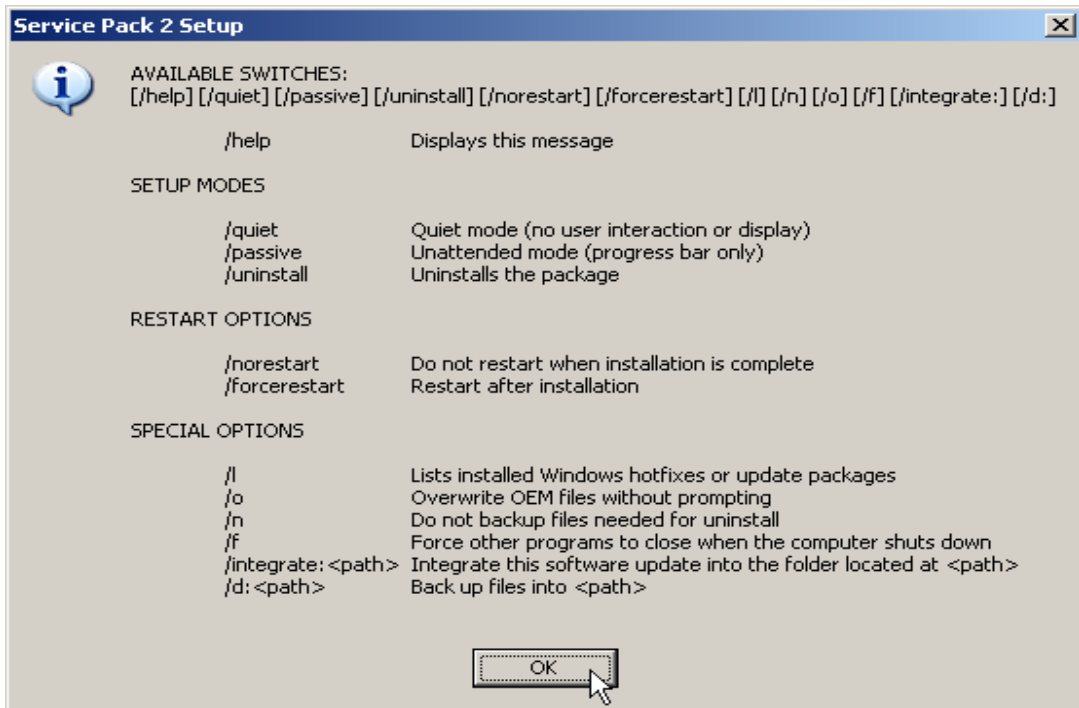 Service Pack 2 Setup
AVAILABLE SWITCHES:
[/help] [/quiet] [/passive] [/uninstall] [/norestart] [/forcerestart] [/l] [/n] [/o] [/f] [/integrate:] [/d:]
/help Displays this message
SETUP MODES
/quiet Quiet mode (no user interaction or display)
/passive Unattended mode (progress bar only)
/uninstall Uninstalls the package
RESTART OPTIONS
/norestart Do not restart when installation is complete
/forcerestart Restart after installation
SPECIAL OPTIONS
/l Lists installed Windows hotfixes or update packages
/o Overwrite OEM files without prompting
/n Do not backup files needed for uninstall
/f Force other programs to close when the computer shuts down
/integrate:<path> Integrate this software update into the folder located at <path>
/d:<path> Back up files into <path>
OK